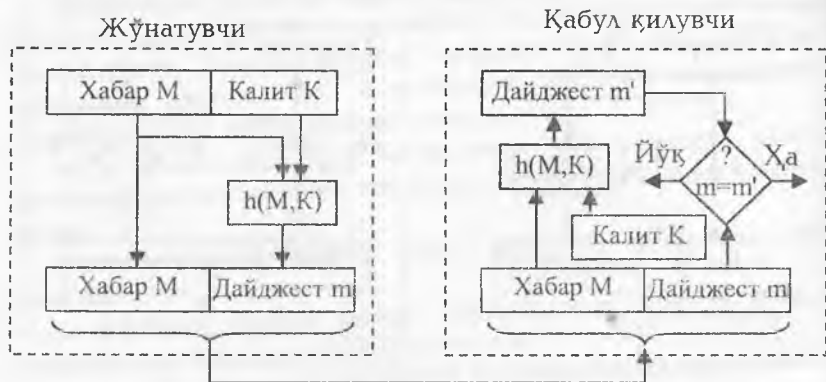 Жўнатувчи
Хабар М Калит К
h(M,K)
Хабар М Дайджест m
Қабул қилувчи
Дайджест m'
h(M,K)
Калит К
Йўқ ? Ҳа
m=m'
Хабар М Дайджест m